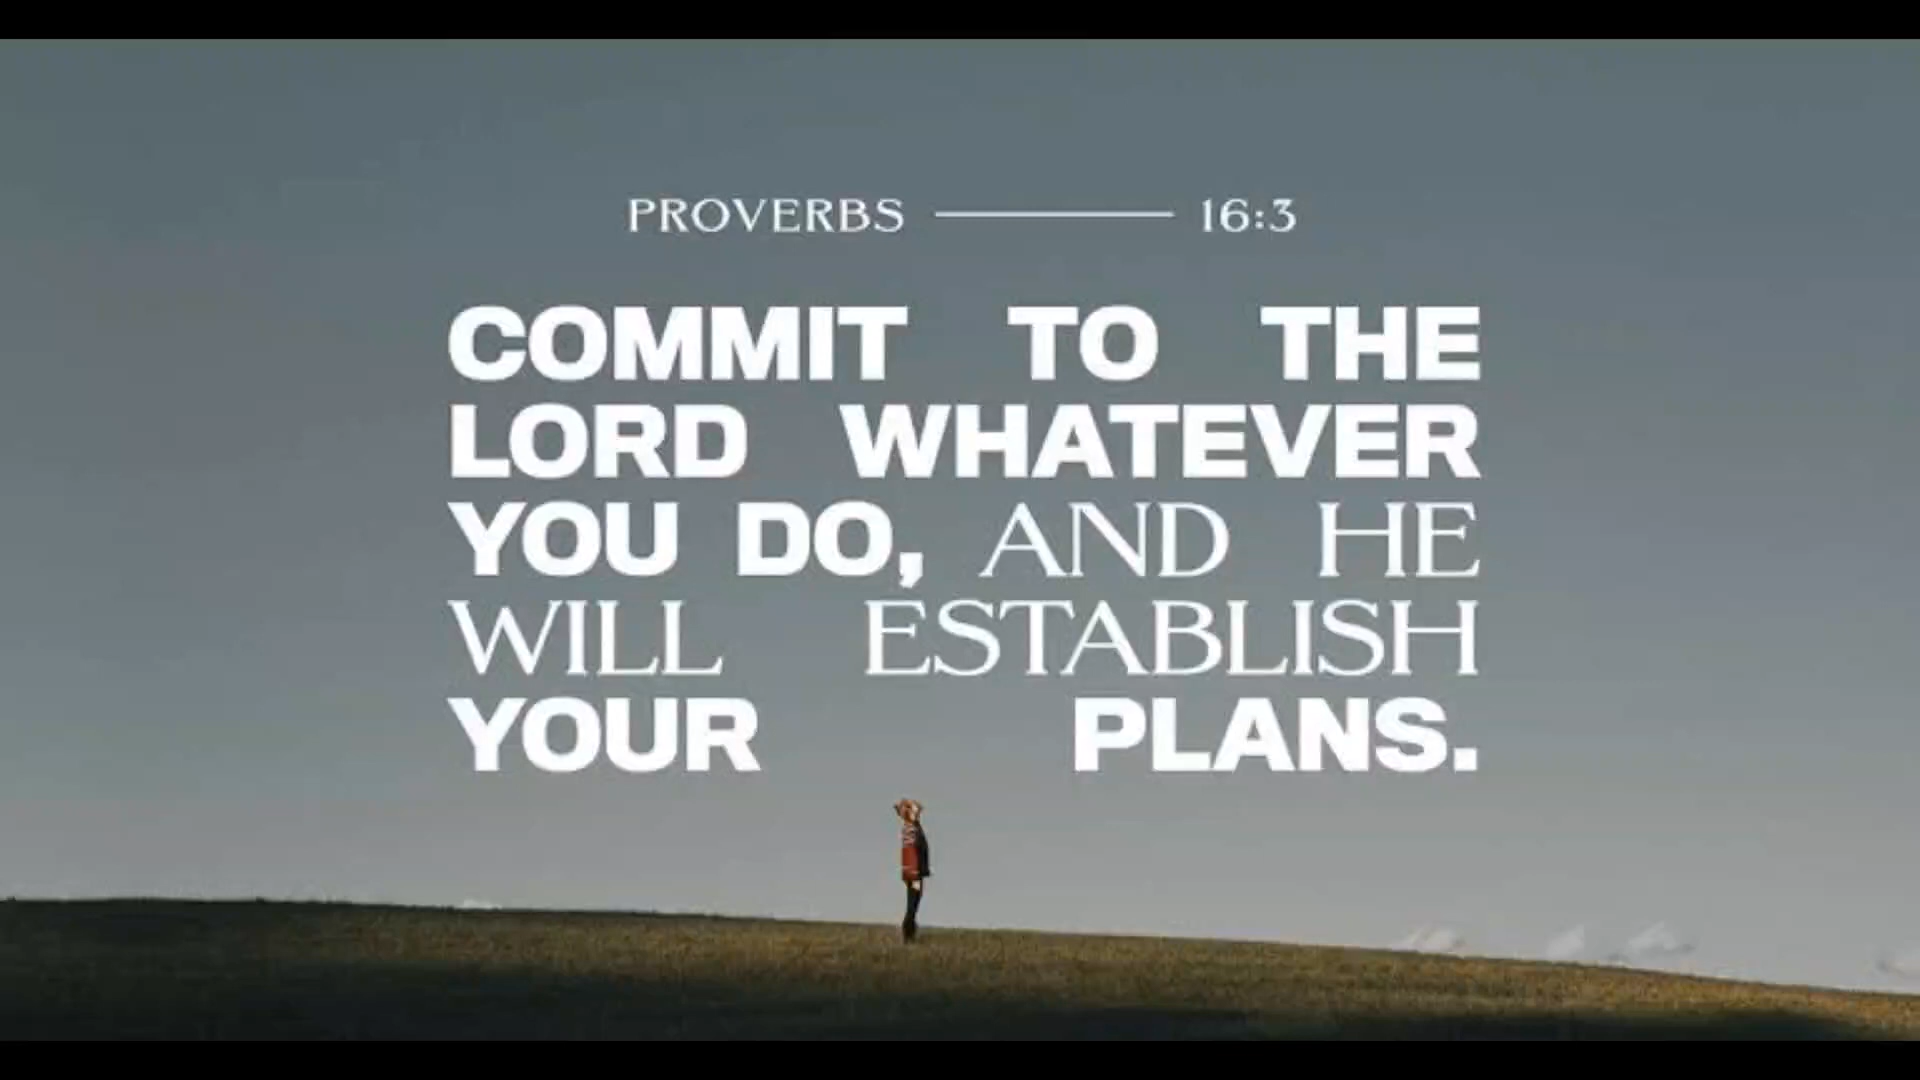 PROVERBS 16:3
COMMIT TO THE
LORD WHATEVER
YOU DO, AND HE
WILL ESTABLISH
YOUR PLANS.